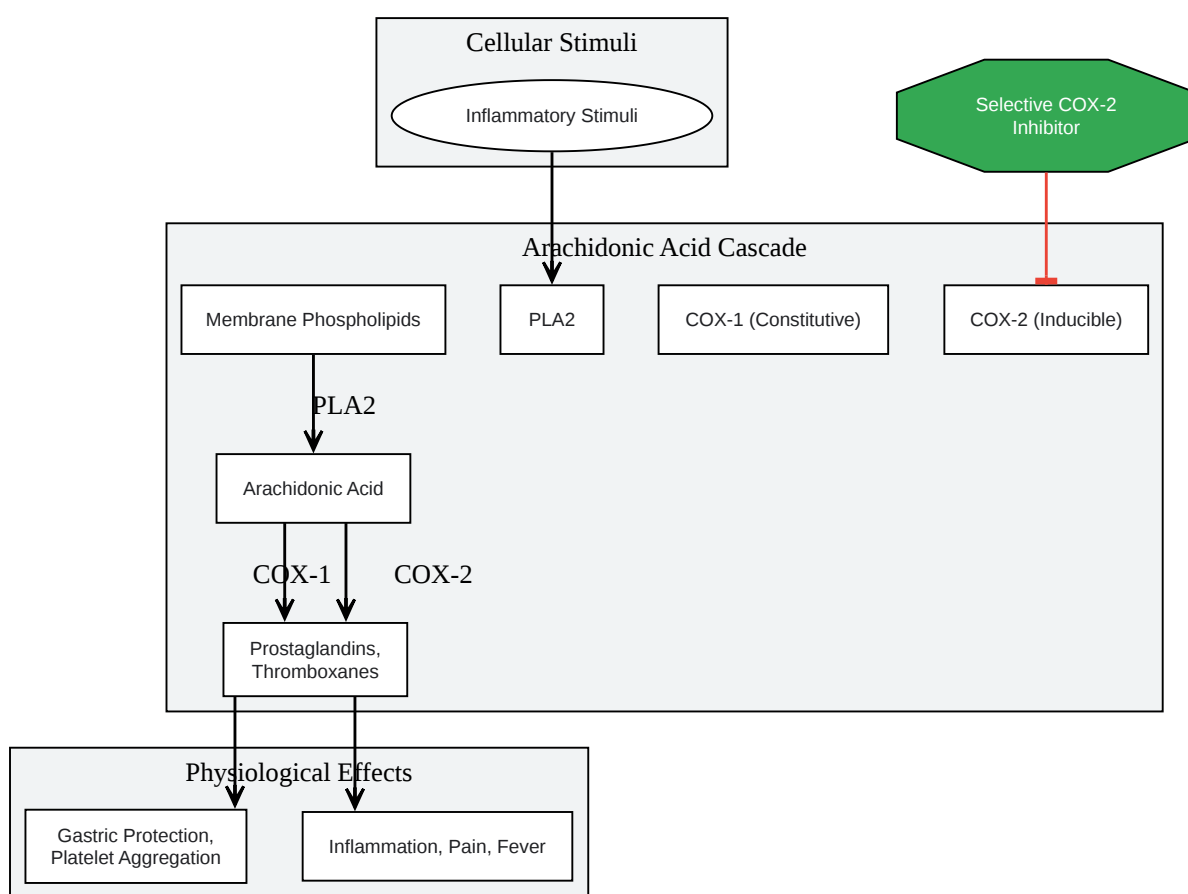 Cellular Stimuli
Inflammatory Stimuli
Selective COX-2
Inhibitor
Arachidonic Acid Cascade
Membrane Phospholipids
PLA2
COX-1 (Constitutive)
COX-2 (Inducible)
PLA2
Arachidonic Acid
COX-1
COX-2
Prostaglandins,
Thromboxanes
Physiological Effects
Gastric Protection,
Platelet Aggregation
Inflammation, Pain, Fever